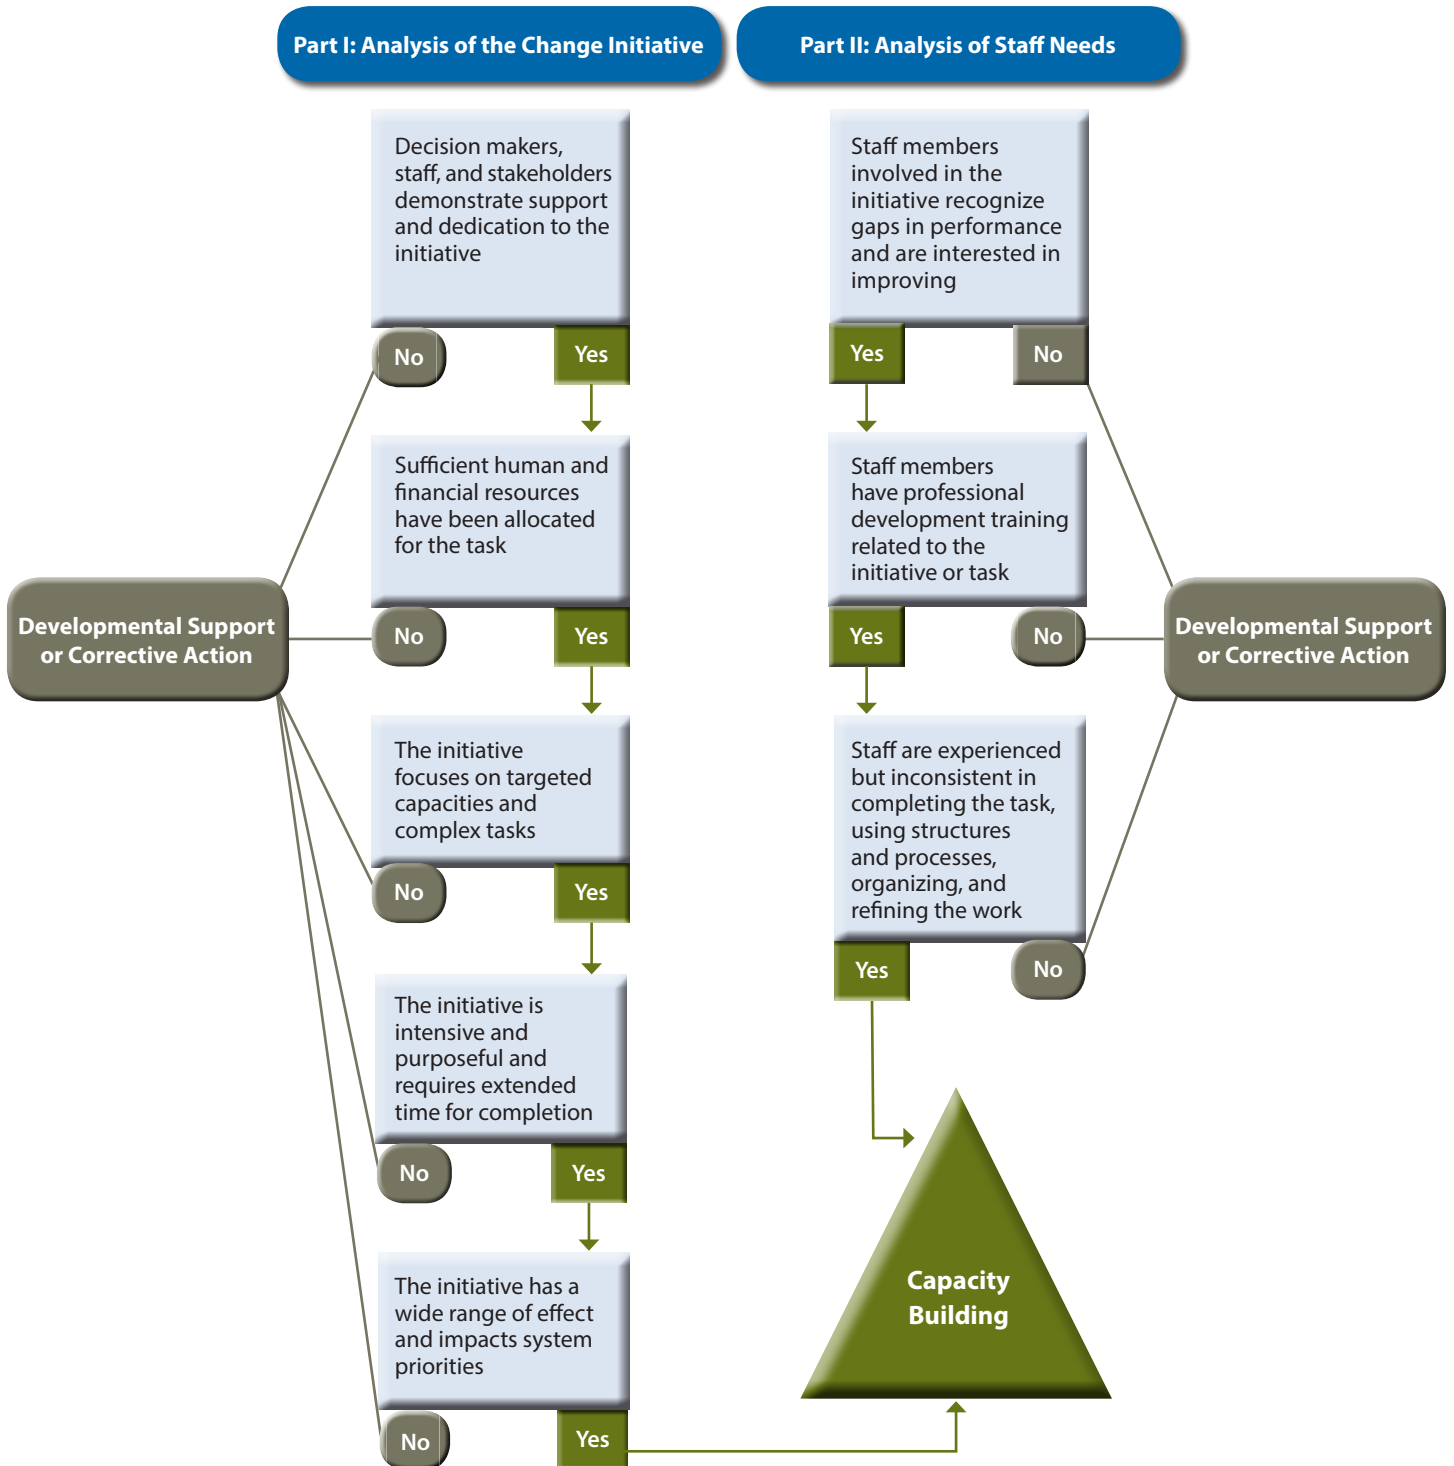 Part I: Analysis of the Change Initiative
Part II: Analysis of Staff Needs
Decision makers,
staff, and stakeholders
demonstrate support
and dedication to the
initiative
No
Yes
Sufficient human and
financial resources
have been allocated
for the task
No
Yes
Developmental Support
or Corrective Action
The initiative
focuses on targeted
capacities and
complex tasks
No
Yes
The initiative is
intensive and
purposeful and
requires extended
time for completion
No
Yes
The initiative has a
wide range of effect
and impacts system
priorities
No
Yes
Staff members
involved in the
initiative recognize
gaps in performance
and are interested in
improving
Yes
No
Staff members
have professional
development training
related to the
initiative or task
Yes
No
Developmental Support
or Corrective Action
Staff are experienced
but inconsistent in
completing the task,
using structures
and processes,
organizing, and
refining the work
Yes
No
Capacity
Building